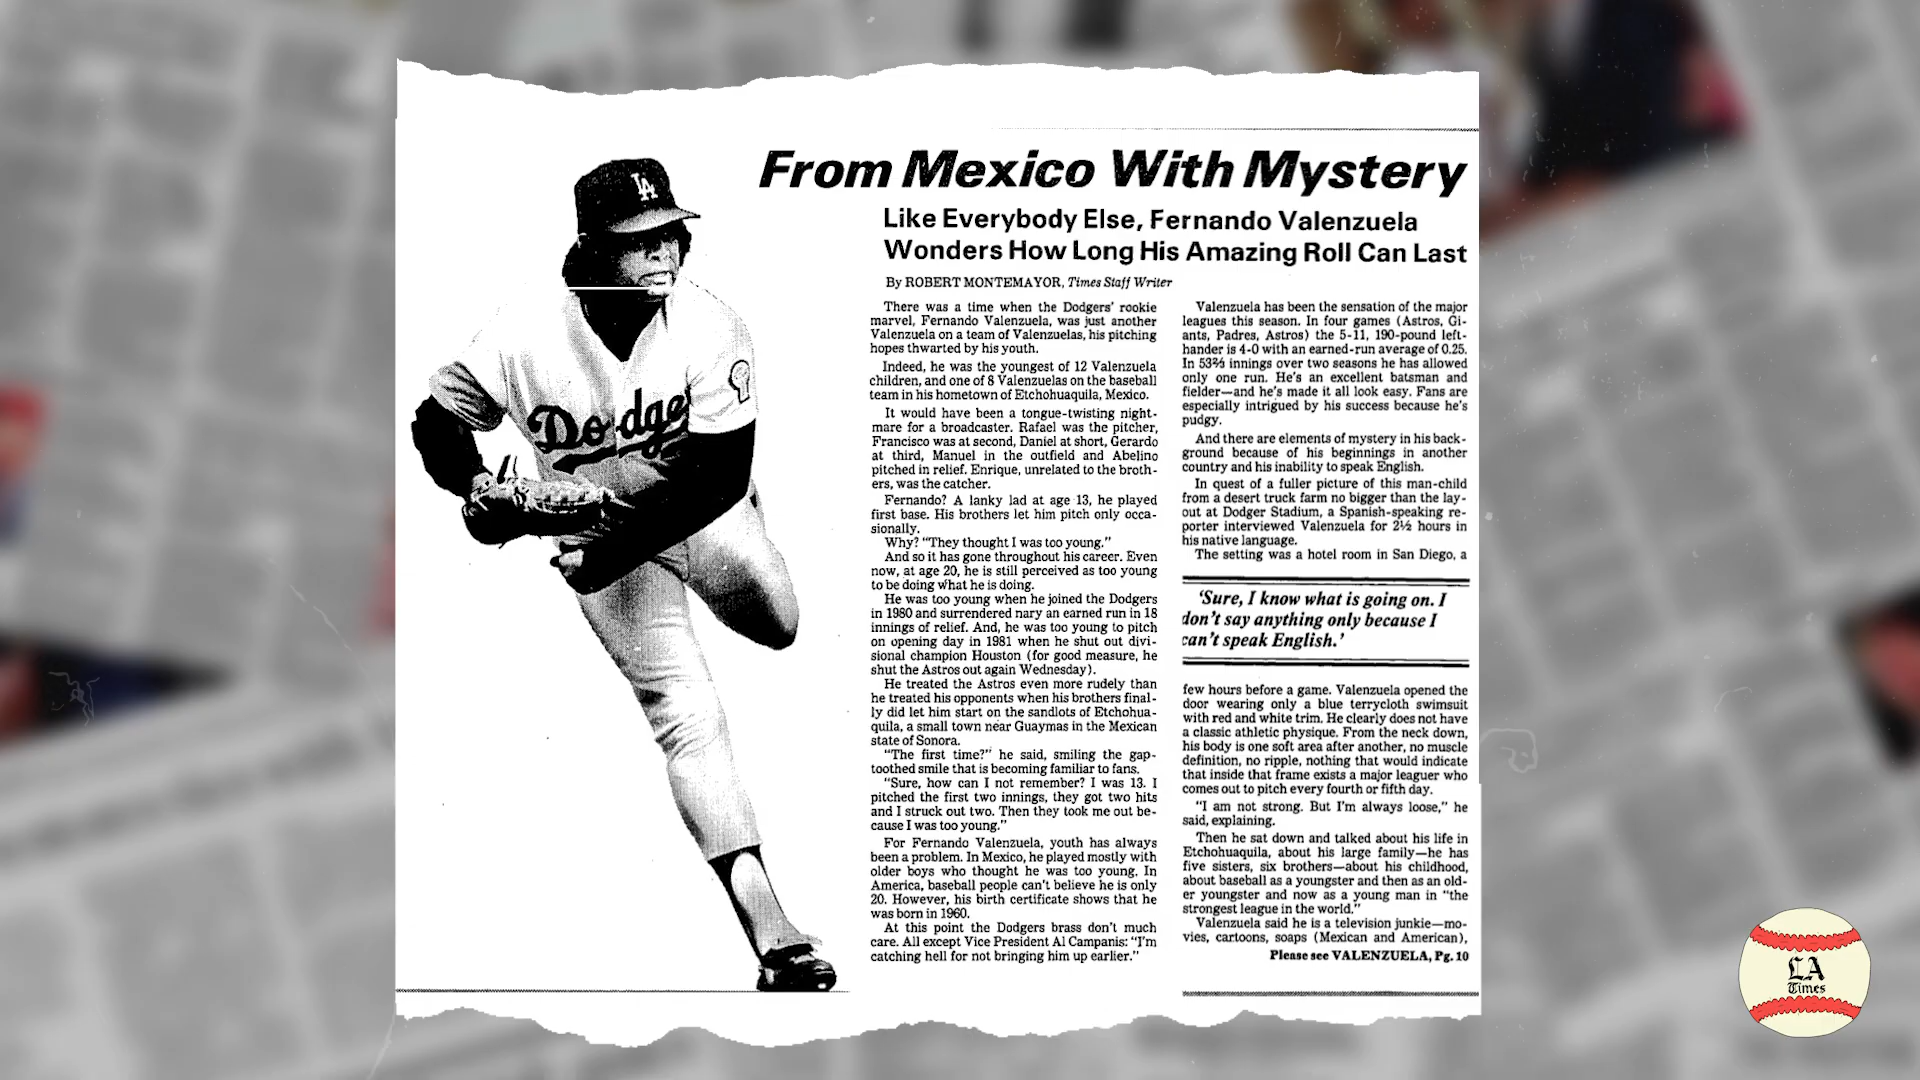 From Mexico With Mystery
Like Everybody Else, Fernando Valenzuela
Wonders How Long His Amazing Roll Can Last
By ROBERT MONTEMAYOR, Times Staff Writer
There was a time when the Dodgers' rookie
marvel, Fernando Valenzuela, was just another
Valenzuela on a team of Valenzuelas, his pitching
hopes thwarted by his youth.
Indeed, he was the youngest of 12 Valenzuela
children, and one of 8 Valenzuelas on the baseball
team in his hometown of Etchohuaquila, Mexico.
It would have been a tongue-twisting night-
mare for a broadcaster. Rafael was the pitcher,
Francisco was at second, Daniel at short, Gerardo
at third, Manuel in the outfield and Abelino
pitched in relief. Enrique, unrelated to the broth-
ers, was the catcher.
Fernando? A lanky lad at age 13, he played
first base. His brothers let him pitch only occa-
sionally.
Why? "They thought I was too young."
And so it has gone throughout his career. Even
now, at age 20, he is still perceived as too young
to be doing what he is doing.
He was too young when he joined the Dodgers
in 1980 and surrendered nary an earned run in 18
innings of relief. And, he was too young to pitch
on opening day in 1981 when he shut out divi-
sional champion Houston (for good measure, he
shut the Astros out again Wednesday).
He treated the Astros even more rudely than
he treated his opponents when his brothers final-
ly did let him start on the sandlots of Etchohua-
quila, a small town near Guaymas in the Mexican
state of Sonora.
"The first time?" he said, smiling the gap-
toothed smile that is becoming familiar to fans.
"Sure, how can I not remember? I was 13. I
pitched the first two innings, they got two hits
and I struck out two. Then they took me out be-
cause I was too young."
For Fernando Valenzuela, youth has always
been a problem. In Mexico, he played mostly with
older boys who thought he was too young. In
America, baseball people can't believe he is only
20. However, his birth certificate shows that he
was born in 1960.
At this point the Dodgers brass don't much
care. All except Vice President Al Campanis: "I'm
catching hell for not bringing him up earlier."
Valenzuela has been the sensation of the major
leagues this season. In four games (Astros, Gi-
ants, Padres, Astros) the 5-11, 190-pound left-
hander is 4-0 with an earned-run average of 0.25.
In 53⅔ innings over two seasons he has allowed
only one run. He's an excellent batsman and
fielder—and he's made it all look easy. Fans are
especially intrigued by his success because he's
pudgy.
And there are elements of mystery in his back-
ground because of his beginnings in another
country and his inability to speak English.
In quest of a fuller picture of this man-child
from a desert truck farm no bigger than the lay-
out at Dodger Stadium, a Spanish-speaking re-
porter interviewed Valenzuela for 2½ hours in
his native language.
The setting was a hotel room in San Diego, a
'Sure, I know what is going on. I
don't say anything only because I
can't speak English.'
few hours before a game. Valenzuela opened the
door wearing only a blue terrycloth swimsuit
with red and white trim. He clearly does not have
a classic athletic physique. From the neck down,
his body is one soft area after another, no muscle
definition, no ripple, nothing that would indicate
that inside that frame exists a major leaguer who
comes out to pitch every fourth or fifth day.
"I am not strong. But I'm always loose," he
said, explaining.
Then he sat down and talked about his life in
Etchohuaquila, about his large family—he has
five sisters, six brothers—about his childhood,
about baseball as a youngster and then as an old-
er youngster and now as a young man in "the
strongest league in the world."
Valenzuela said he is a television junkie—mo-
vies, cartoons, soaps (Mexican and American),
Please see VALENZUELA, Pg. 10
LA
Dodge
LA
Times